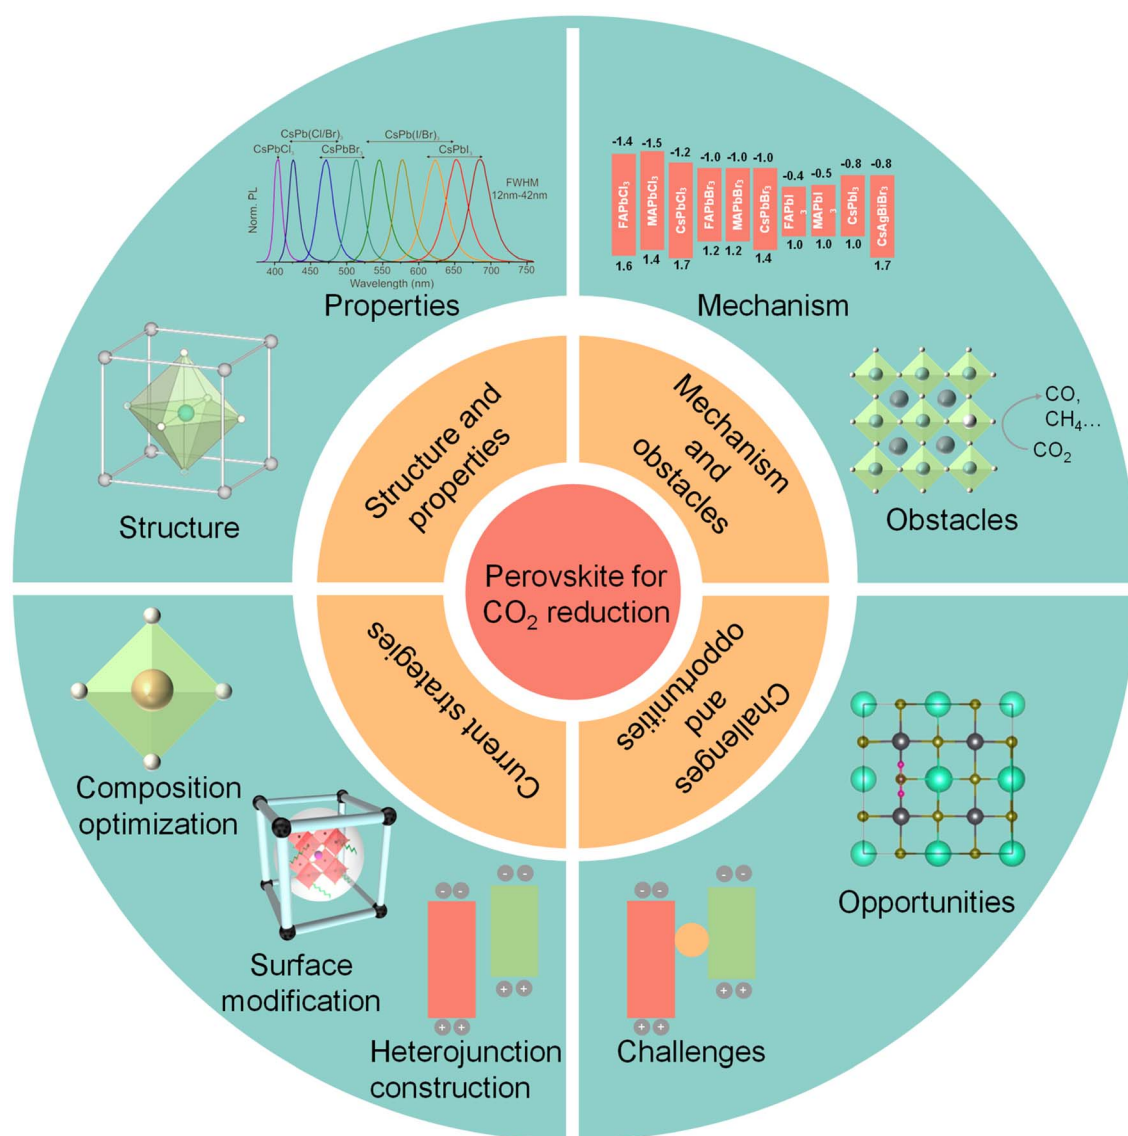 CsPb(Cl/Br)₃
CsPb(I/Br)₃
CsPbCl₃
CsPbBr₃
CsPbI₃
FWHM
12nm-42nm
Norm. PL
400 450 500 550 600 650 700 750
Wavelength (nm)
Properties
Structure
-1.4 -1.5 -1.2 -1.0 -1.0 -1.0 -0.4 -0.5 -0.8 -0.8
FAPbCl₃
MAPbCl₃
CsPbCl₃
FAPbBr₃
MAPbBr₃
CsPbBr₃
FAPbI₃
MAPbI₃
CsPbI₃
CsAgBiBr₃
1.6 1.4 1.7 1.2 1.2 1.4 1.0 1.0 1.0 1.7
Mechanism
CO,
CH₄...
CO₂
Obstacles
Structure and
properties
Mechanism
and
obstacles
Perovskite for
CO₂ reduction
Current strategies
Challenges
and
opportunities
Composition
optimization
Surface
modification
- -
- -
+ +
+ +
Heterojunction
construction
- -
- -
+ +
+ +
Challenges
Opportunities